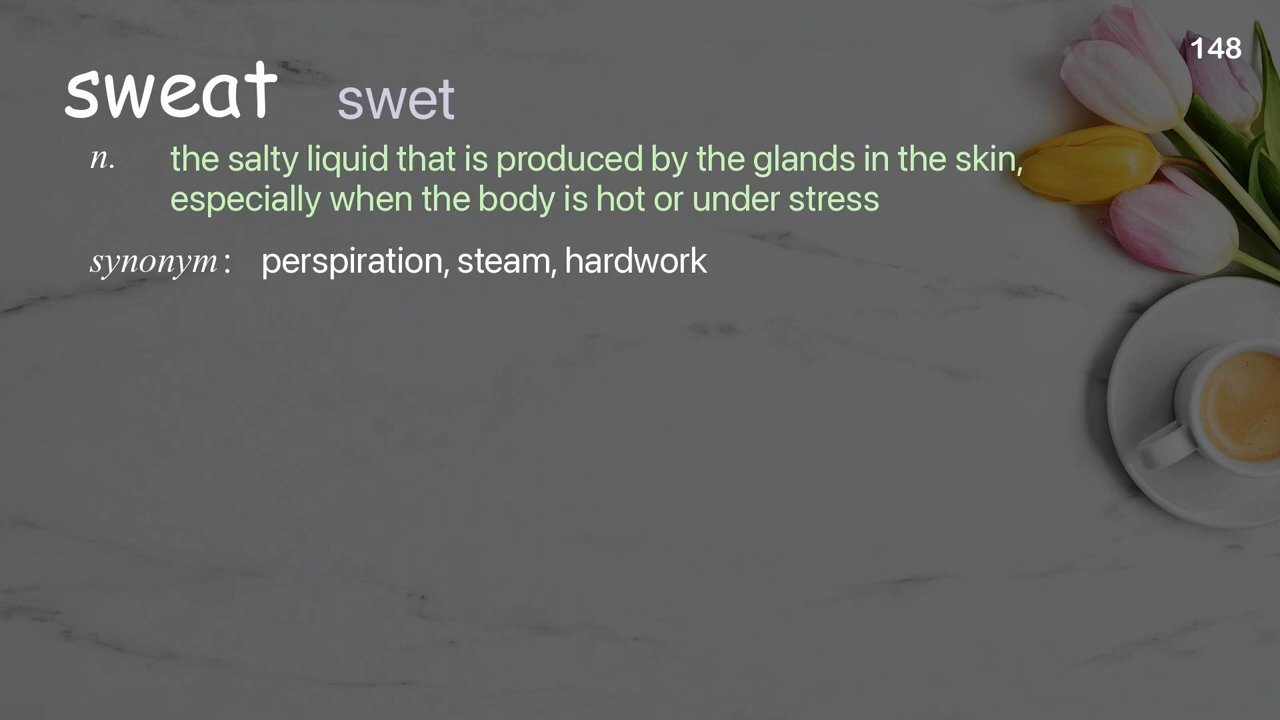 148
sweat swet
n. the salty liquid that is produced by the glands in the skin,
especially when the body is hot or under stress
synonym: perspiration, steam, hardwork